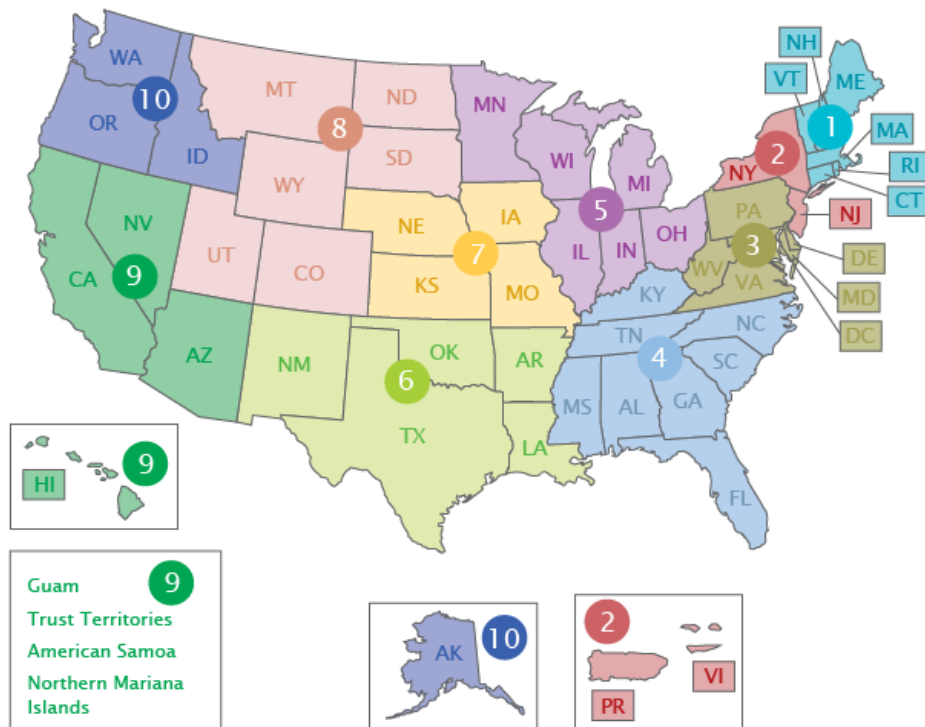 WA
10
OR
ID
MT
ND
8
SD
WY
UT
CO
MN
WI
MI
5
IL
IN
OH
NH
VT
ME
1
MA
RI
CT
2
NY
NJ
PA
3
WV
VA
DE
MD
DC
NV
CA
9
AZ
NE
IA
7
KS
MO
NM
OK
AR
6
TX
LA
KY
TN
NC
4
SC
MS
AL
GA
FL
HI
9
Guam
9
Trust Territories
American Samoa
Northern Mariana
Islands
AK
10
2
PR
VI